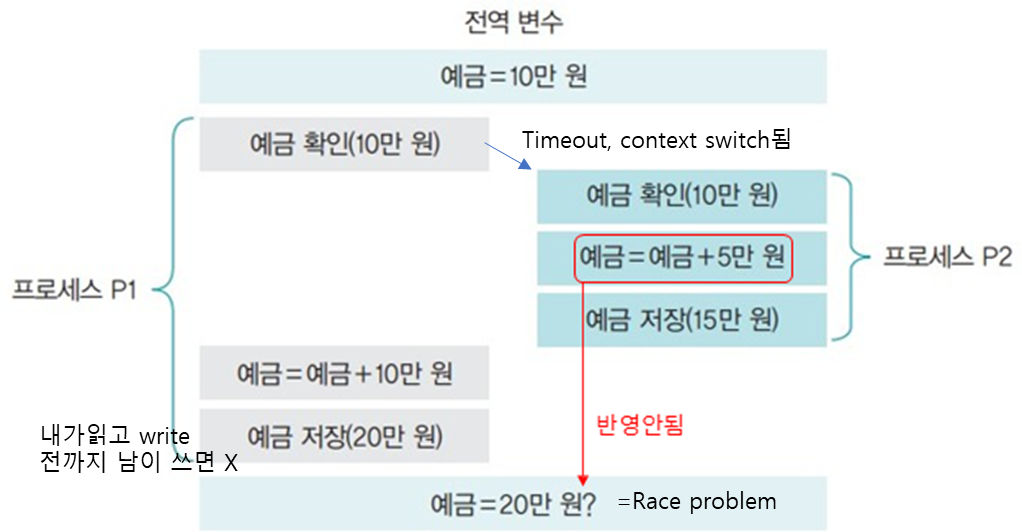 전역 변수
예금=10만 원
예금 확인(10만 원)
Timeout, context switch됨
예금 확인(10만 원)
예금=예금+5만 원
프로세스 P2
예금 저장(15만 원)
프로세스 P1
예금=예금+10만 원
예금 저장(20만 원)
내가읽고 write
전까지 남이 쓰면 X
반영안됨
예금=20만 원?
=Race problem